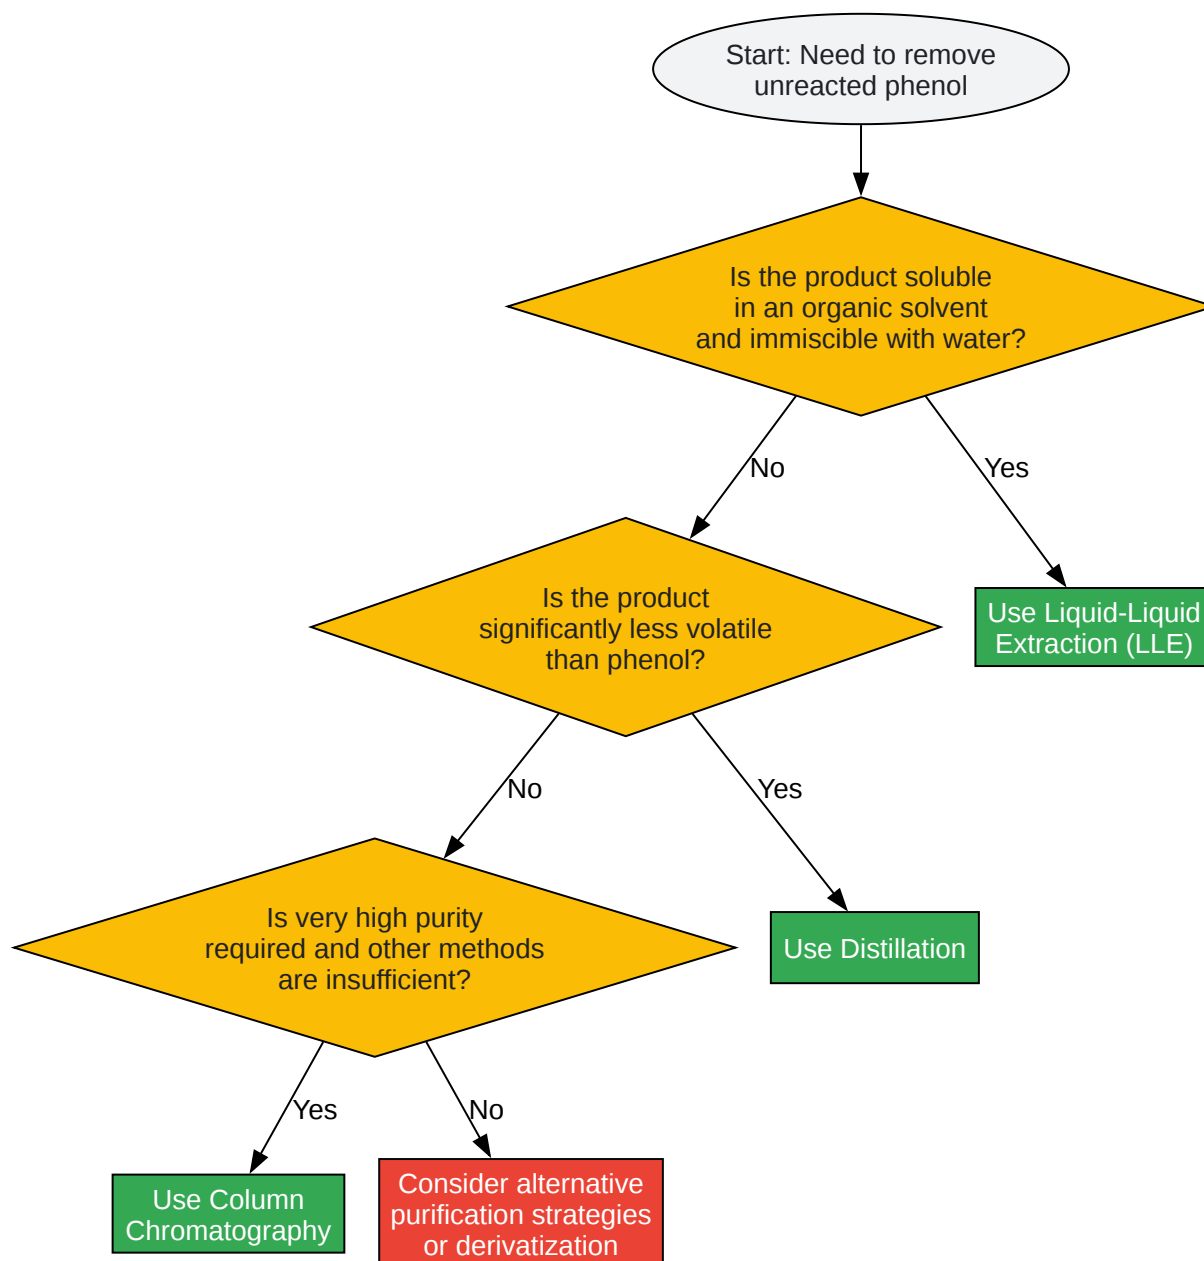 Start: Need to remove
unreacted phenol
Is the product soluble
in an organic solvent
and immiscible with water?
No
Yes
Is the product
significantly less volatile
than phenol?
Use Liquid-Liquid
Extraction (LLE)
No
Yes
Is very high purity
required and other methods
are insufficient?
Use Distillation
Yes
No
Use Column
Chromatography
Consider alternative
purification strategies
or derivatization